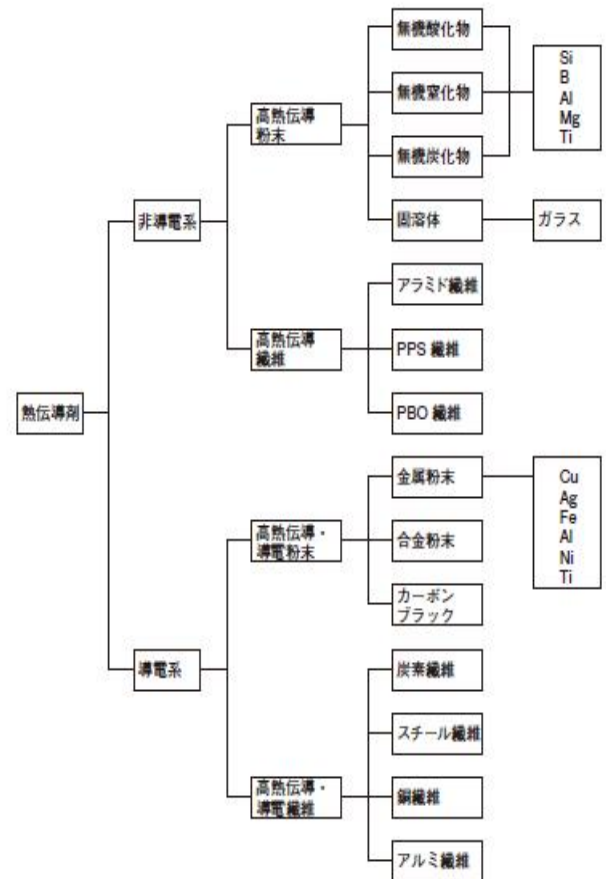 熱伝導剤
非導電系
高熱伝導
粉末
無機酸化物
無機窒化物
無機炭化物
Si
B
Al
Mg
Ti
固溶体
ガラス
高熱伝導
繊維
アラミド繊維
PPS 繊維
PBO 繊維
導電系
高熱伝導・
導電粉末
金属粉末
Cu
Ag
Fe
Al
Ni
Ti
合金粉末
カーボン
ブラック
高熱伝導・
導電繊維
炭素繊維
スチール繊維
銅繊維
アルミ繊維